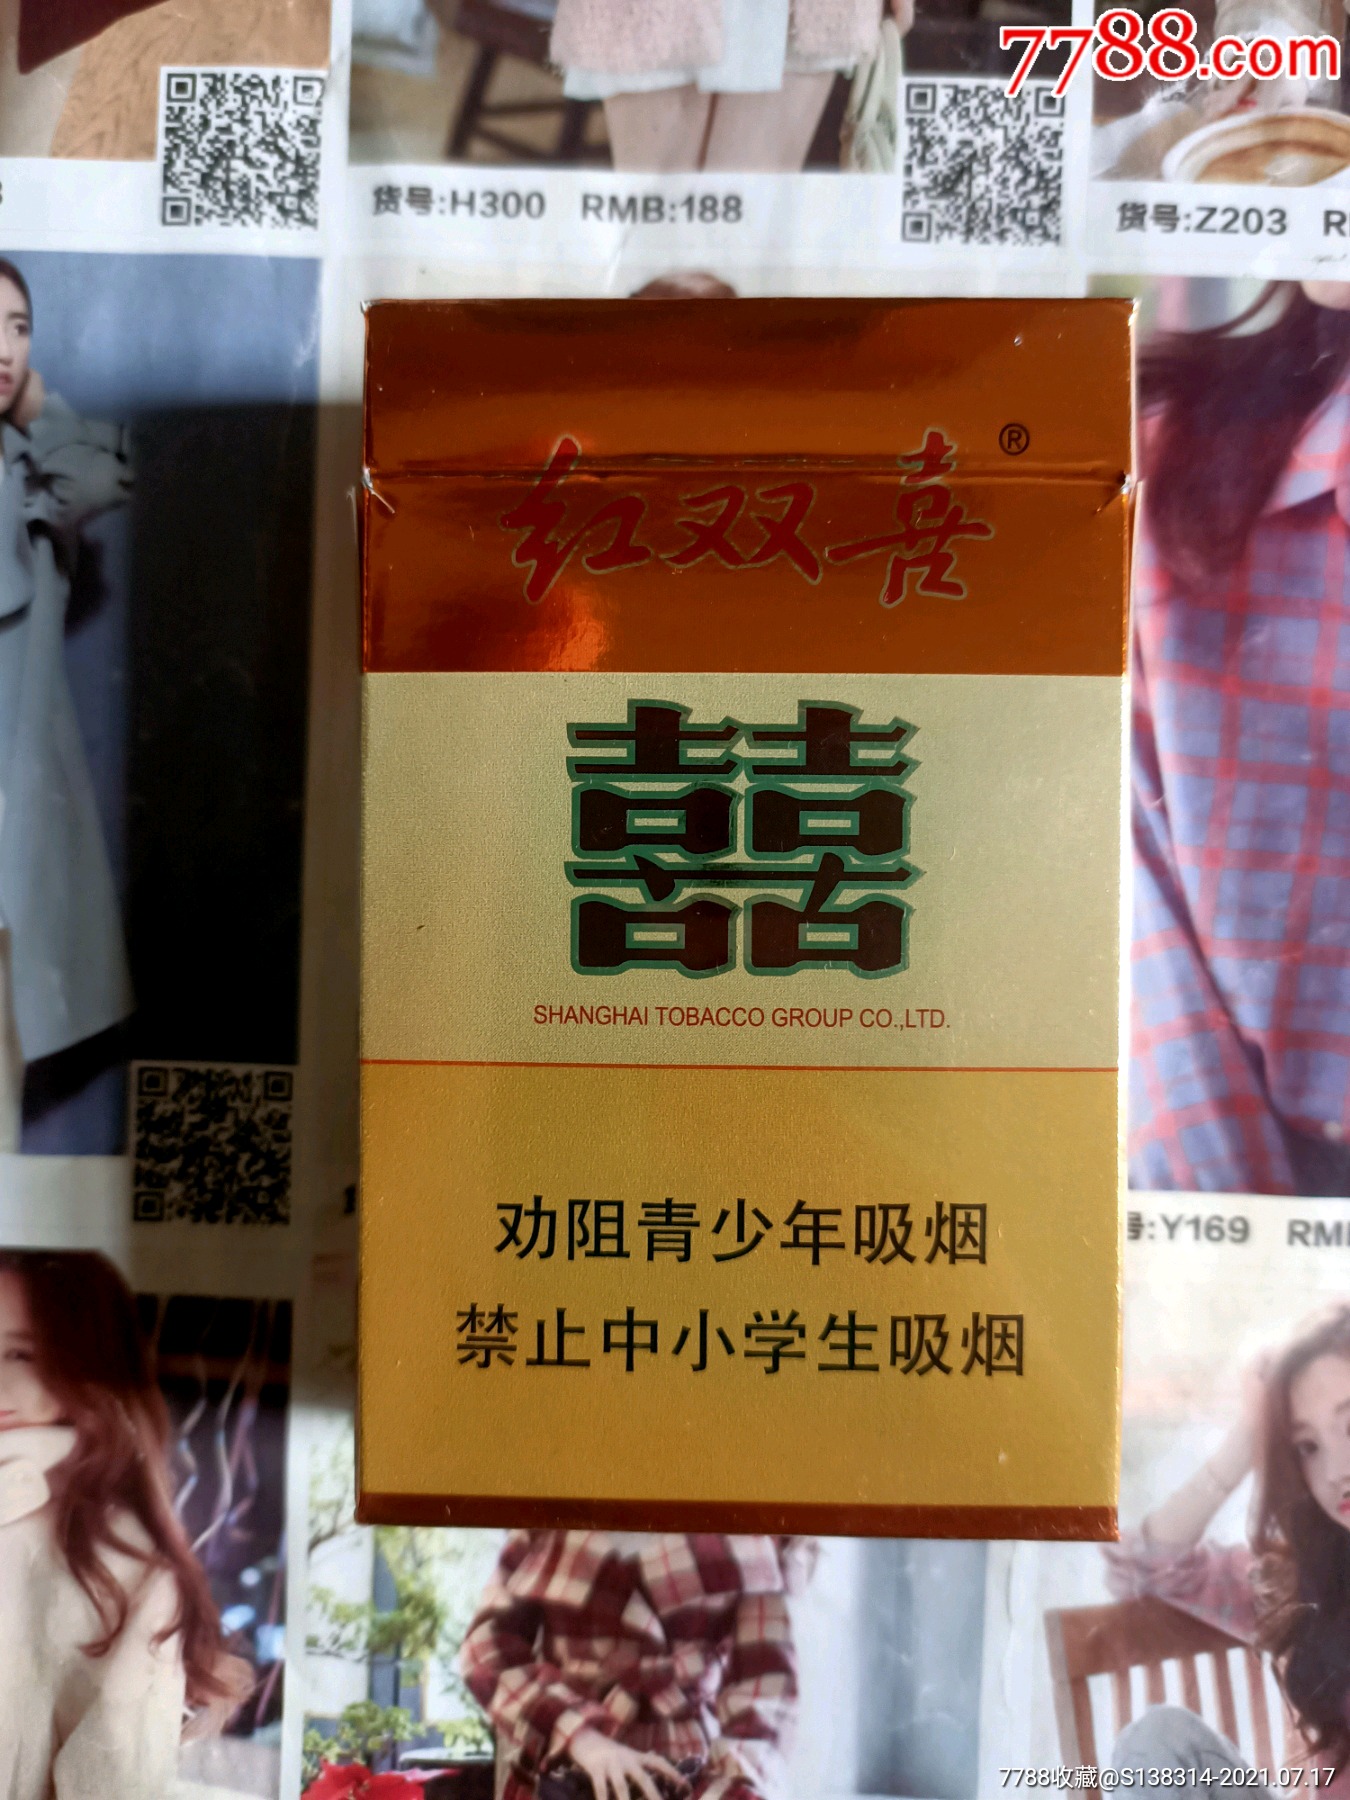 7788.com
货号:H300 RMB:188
货号:Z203
红双喜®
囍
SHANGHAI TOBACCO GROUP CO.,LTD.
劝阻青少年吸烟
号:Y169 RM
禁止中小学生吸烟
7788收藏@S138314-2021.07.17